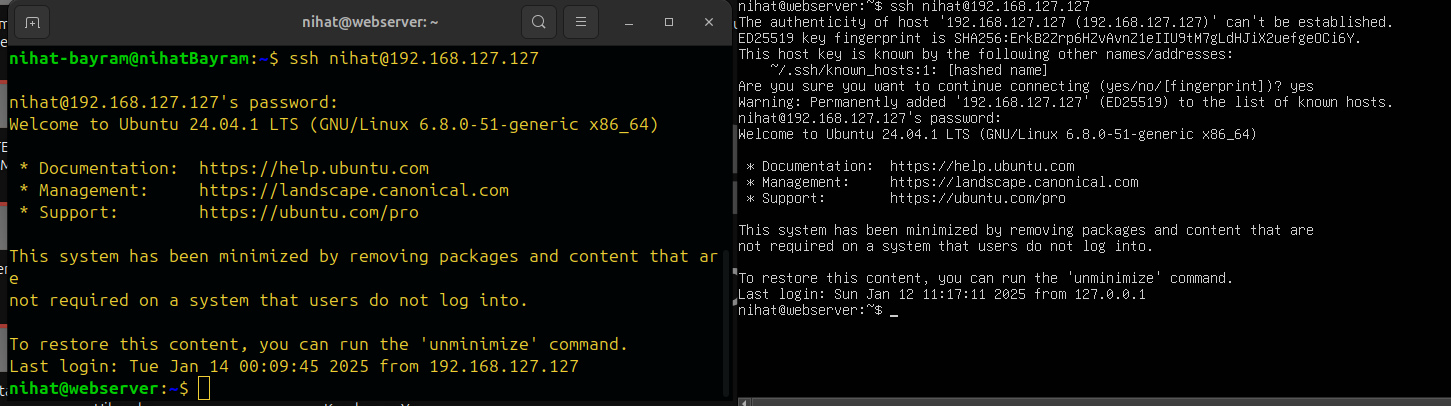 nihat@webserver: ~
nihat-bayram@nihatBayram:~$ ssh nihat@192.168.127.127
nihat@192.168.127.127's password:
Welcome to Ubuntu 24.04.1 LTS (GNU/Linux 6.8.0-51-generic x86_64)
* Documentation:  https://help.ubuntu.com
* Management:     https://landscape.canonical.com
* Support:        https://ubuntu.com/pro
This system has been minimized by removing packages and content that ar
e
not required on a system that users do not log into.
To restore this content, you can run the 'unminimize' command.
Last login: Tue Jan 14 00:09:45 2025 from 192.168.127.127
nihat@webserver:~$
nihat@webserver:~$ ssh nihat@192.168.127.127
The authenticity of host '192.168.127.127 (192.168.127.127)' can't be established.
ED25519 key fingerprint is SHA256:ErkB2Zrp6HZvAvnZ1eIIU9tM7gLdHJiX2uefgeOCi6Y.
This host key is known by the following other names/addresses:
~/.ssh/known_hosts:1: [hashed name]
Are you sure you want to continue connecting (yes/no/[fingerprint])? yes
Warning: Permanently added '192.168.127.127' (ED25519) to the list of known hosts.
nihat@192.168.127.127's password:
Welcome to Ubuntu 24.04.1 LTS (GNU/Linux 6.8.0-51-generic x86_64)
* Documentation:  https://help.ubuntu.com
* Management:     https://landscape.canonical.com
* Support:        https://ubuntu.com/pro
This system has been minimized by removing packages and content that are
not required on a system that users do not log into.
To restore this content, you can run the 'unminimize' command.
Last login: Sun Jan 12 11:17:11 2025 from 127.0.0.1
nihat@webserver:~$ _